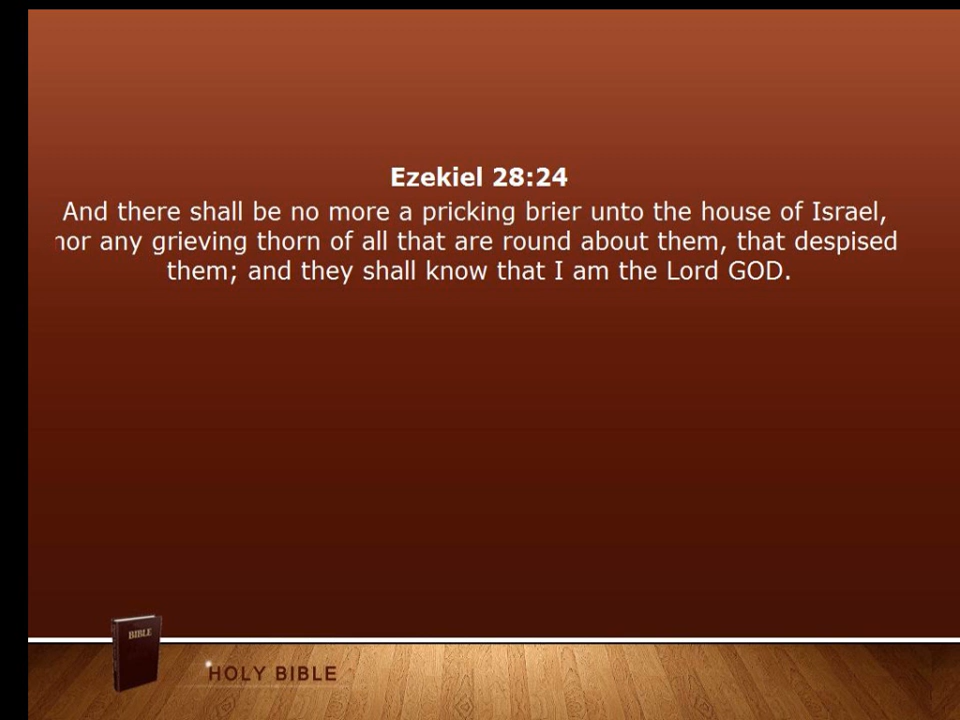 Ezekiel 28:24
And there shall be no more a pricking brier unto the house of Israel,
nor any grieving thorn of all that are round about them, that despised
them; and they shall know that I am the Lord GOD.
BIBLE
HOLY BIBLE